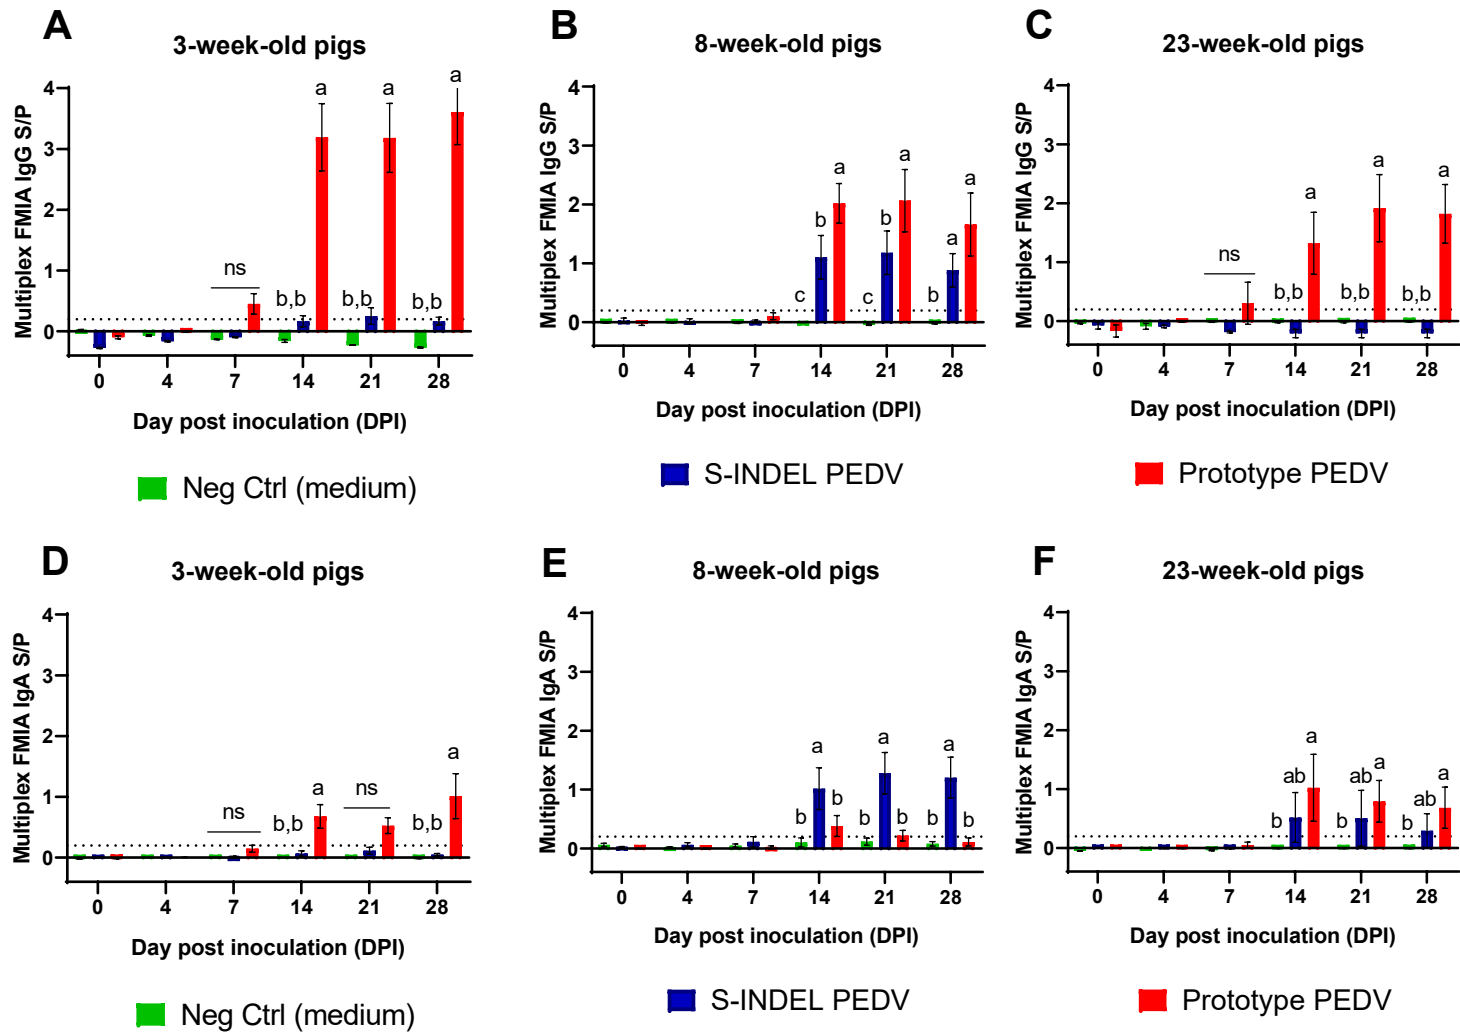 A
3-week-old pigs
Multiplex FMIA IgG S/P
4
3
2
1
0
ns
b,b
a
b,b
a
b,b
a
0 4 7 14 21 28
Day post inoculation (DPI)
B
8-week-old pigs
Multiplex FMIA IgG S/P
4
3
2
1
0
c
b
a
c
b
a
b
a
a
0 4 7 14 21 28
Day post inoculation (DPI)
C
23-week-old pigs
Multiplex FMIA IgG S/P
4
3
2
1
0
ns
b,b
a
b,b
a
b,b
a
0 4 7 14 21 28
Day post inoculation (DPI)
Neg Ctrl (medium)
S-INDEL PEDV
Prototype PEDV
D
3-week-old pigs
Multiplex FMIA IgA S/P
4
3
2
1
0
ns
b,b
a
ns
b,b
a
0 4 7 14 21 28
Day post inoculation (DPI)
E
8-week-old pigs
Multiplex FMIA IgA S/P
4
3
2
1
0
b
a
b
b
a
b
b
a
b
0 4 7 14 21 28
Day post inoculation (DPI)
F
23-week-old pigs
Multiplex FMIA IgA S/P
4
3
2
1
0
b
ab
a
b
ab
a
b
ab
a
0 4 7 14 21 28
Day post inoculation (DPI)
Neg Ctrl (medium)
S-INDEL PEDV
Prototype PEDV